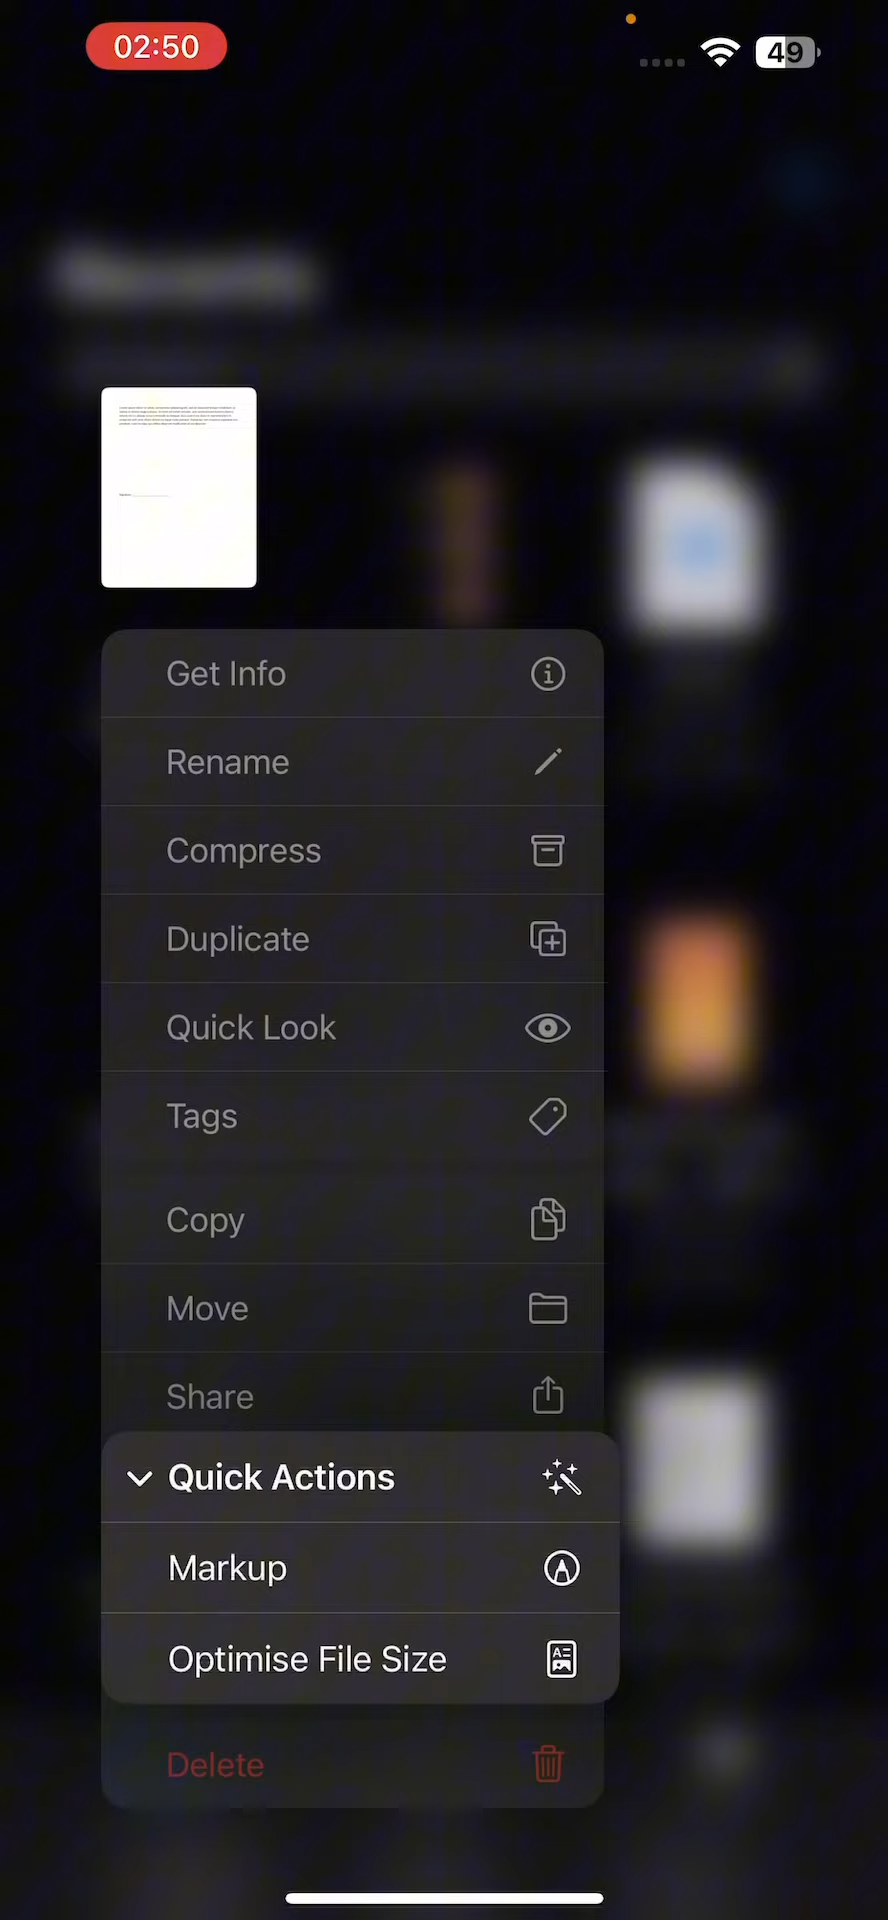 02:50
49
Get Info
Rename
Compress
Duplicate
Quick Look
Tags
Copy
Move
Share
Quick Actions
Markup
Optimise File Size
Delete